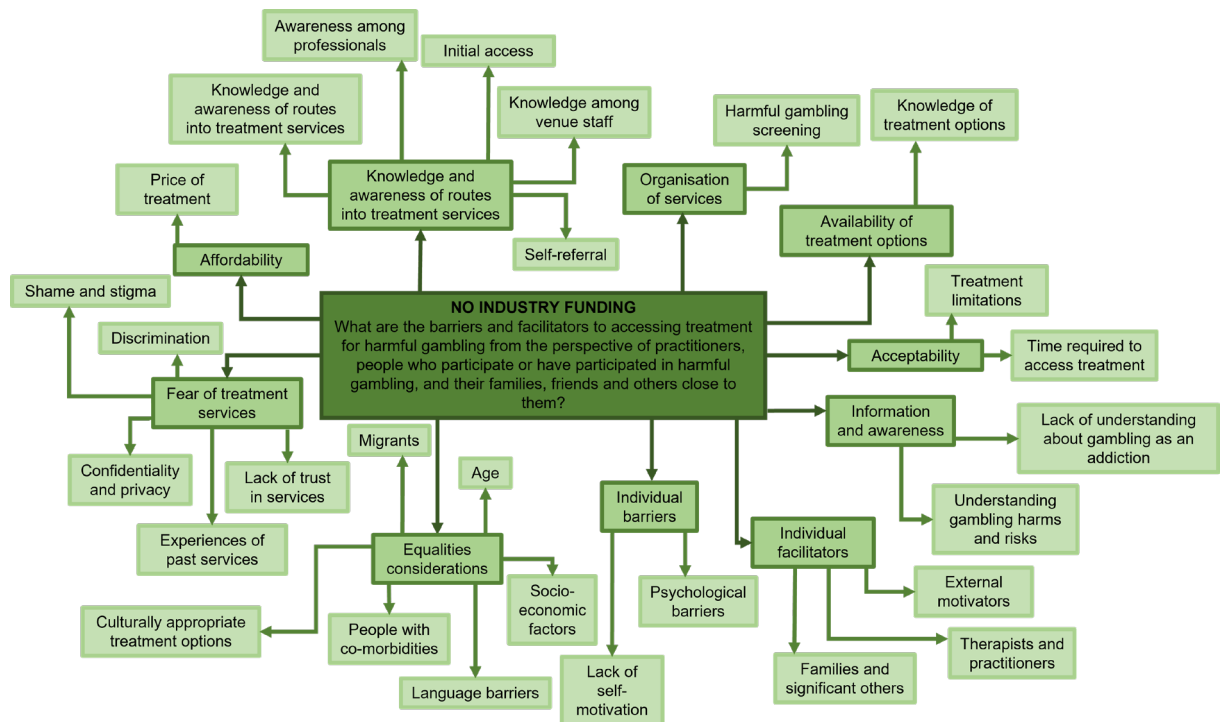 Awareness among
professionals
Initial access
Knowledge and
awareness of routes
into treatment services
Knowledge among
venue staff
Harmful gambling
screening
Knowledge of
treatment options
Price of
treatment
Knowledge and
awareness of routes
into treatment services
Organisation
of services
Availability of
treatment options
Affordability
Self-referral
Shame and stigma
Treatment
limitations
NO INDUSTRY FUNDING
What are the barriers and facilitators to accessing treatment
for harmful gambling from the perspective of practitioners,
people who participate or have participated in harmful
gambling, and their families, friends and others close to
them?
Discrimination
Acceptability
Time required to
access treatment
Fear of treatment
services
Information
and awareness
Lack of understanding
about gambling as an
addiction
Confidentiality
and privacy
Lack of trust
in services
Migrants
Age
Individual
barriers
Understanding
gambling harms
and risks
Experiences of
past services
Equalities
considerations
Individual
facilitators
Socio-
economic
factors
Psychological
barriers
External
motivators
Culturally appropriate
treatment options
People with
co-morbidities
Therapists and
practitioners
Language barriers
Lack of
self-
motivation
Families and
significant others